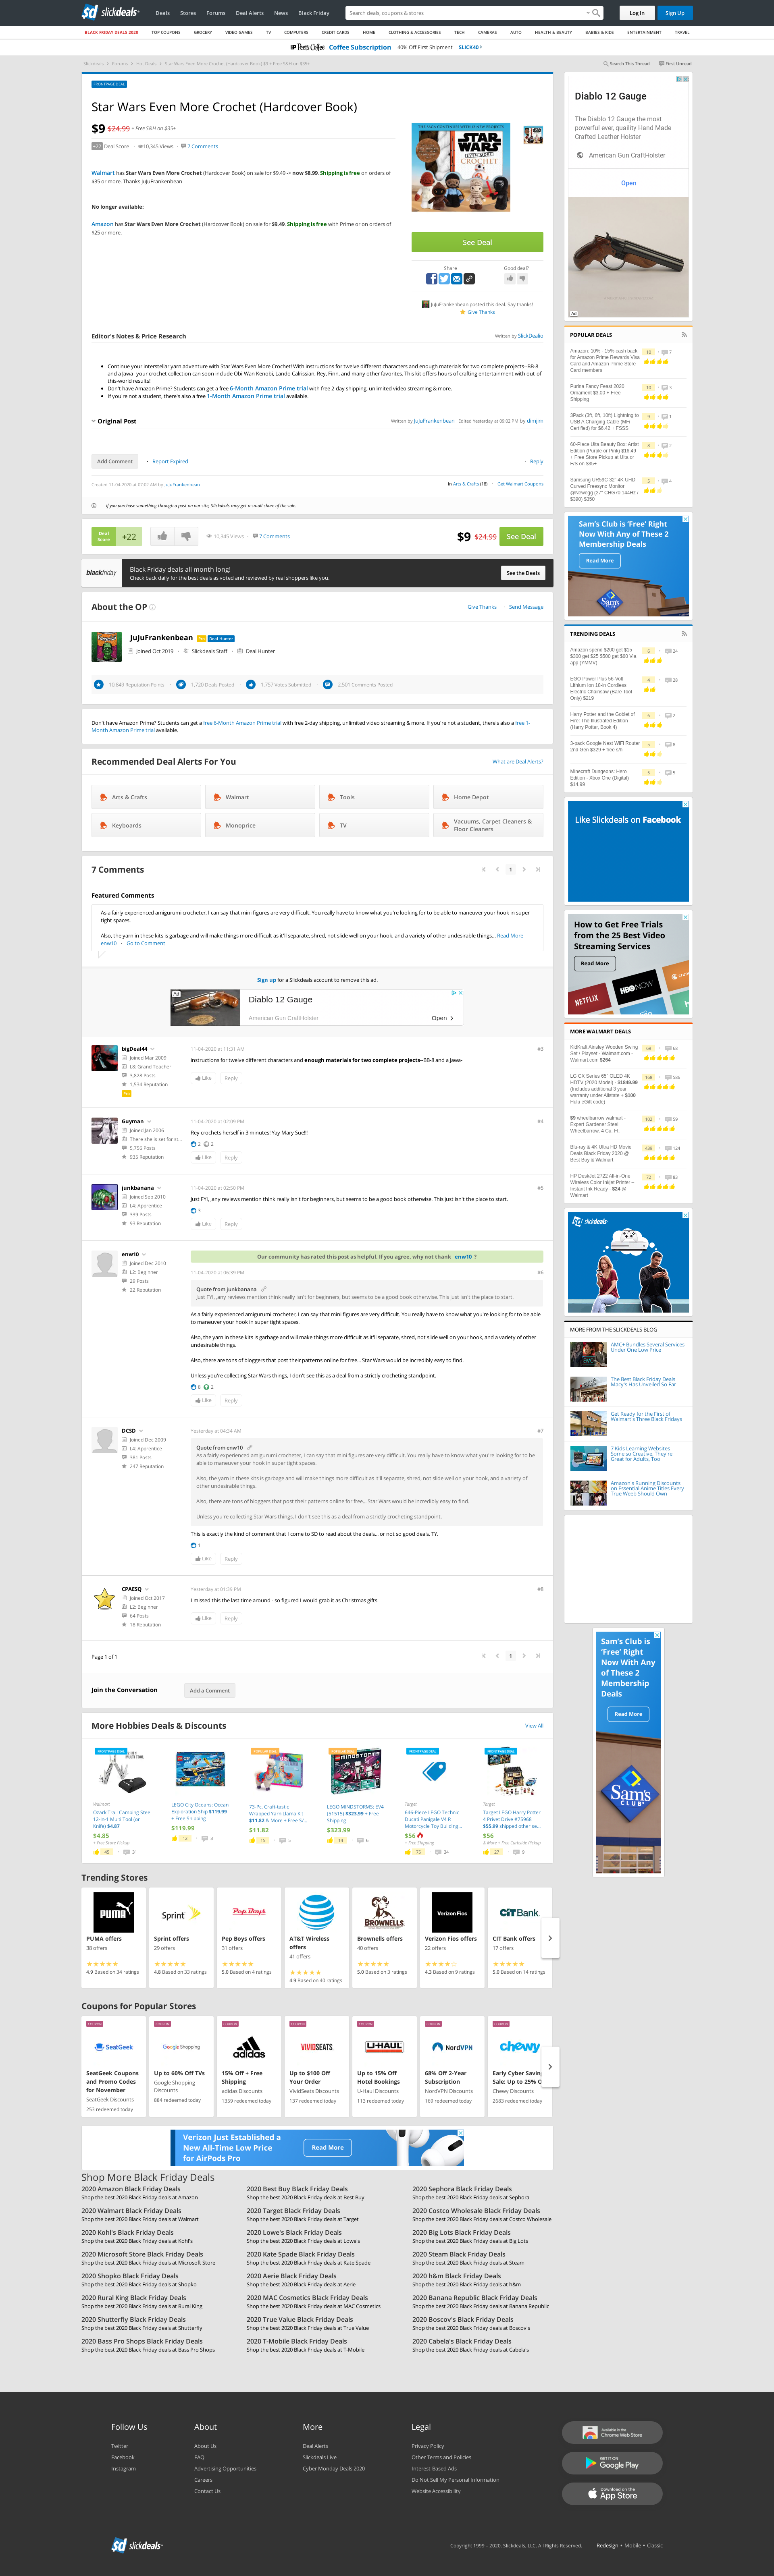 slickdeals
Deals Stores Forums Deal Alerts News Black Friday
Search deals, coupons & stores
Log In Sign Up
BLACK FRIDAY DEALS 2020 TOP COUPONS GROCERY VIDEO GAMES TV COMPUTERS CREDIT CARDS HOME CLOTHING & ACCESSORIES TECH CAMERAS AUTO HEALTH & BEAUTY BABIES & KIDS ENTERTAINMENT TRAVEL
Peet's Coffee Coffee Subscription 40% Off First Shipment SLICK40
Slickdeals Forums Hot Deals Star Wars Even More Crochet (Hardcover Book) $9 + Free S&H on $35+
Search This Thread First Unread
FRONTPAGE DEAL
Star Wars Even More Crochet (Hardcover Book)
$9 $24.99 + Free S&H on $35+
+22 Deal Score 10,345 Views 7 Comments
Walmart has Star Wars Even More Crochet (Hardcover Book) on sale for $9.49 -> now $8.99. Shipping is free on orders of
$35 or more. Thanks JuJuFrankenbean
No longer available:
Amazon has Star Wars Even More Crochet (Hardcover Book) on sale for $9.49. Shipping is free with Prime or on orders of
$25 or more.
STAR WARS
EVEN MORE
CROCHET
See Deal
Share Good deal?
JuJuFrankenbean posted this deal. Say thanks!
Give Thanks
Editor's Notes & Price Research
Written by SlickDealio
Continue your interstellar yarn adventure with Star Wars Even More Crochet! With instructions for twelve different characters and enough materials for two complete projects--BB-8
and a Jawa--your crochet collection can soon include Obi-Wan Kenobi, Lando Calrissian, Rey, Finn, and many other favorites. This kit offers hours of crafting entertainment with out-of-
this-world results!
Don't have Amazon Prime? Students can get a free 6-Month Amazon Prime trial with free 2-day shipping, unlimited video streaming & more.
If you're not a student, there's also a free 1-Month Amazon Prime trial available.
Original Post
Written by JuJuFrankenbean Edited Yesterday at 09:02 PM by dimjim
Add Comment Report Expired Reply
Created 11-04-2020 at 07:02 AM by JuJuFrankenbean
in Arts & Crafts (18) Get Walmart Coupons
If you purchase something through a post on our site, Slickdeals may get a small share of the sale.
Deal
Score +22
10,345 Views 7 Comments
$9 $24.99 See Deal
blackfriday
Black Friday deals all month long!
Check back daily for the best deals as voted and reviewed by real shoppers like you.
See the Deals
About the OP
Give Thanks Send Message
JuJuFrankenbean Pro Deal Hunter
Joined Oct 2019 Slickdeals Staff Deal Hunter
10,849 Reputation Points 1,720 Deals Posted 1,757 Votes Submitted 2,501 Comments Posted
Don't have Amazon Prime? Students can get a free 6-Month Amazon Prime trial with free 2-day shipping, unlimited video streaming & more. If you're not a student, there's also a free 1-
Month Amazon Prime trial available.
Recommended Deal Alerts For You
What are Deal Alerts?
Arts & Crafts Walmart Tools Home Depot
Keyboards Monoprice TV Vacuums, Carpet Cleaners &
Floor Cleaners
7 Comments
1
Featured Comments
As a fairly experienced amigurumi crocheter, I can say that mini figures are very difficult. You really have to know what you're looking for to be able to maneuver your hook in super
tight spaces.
Also, the yarn in these kits is garbage and will make things more difficult as it'll separate, shred, not slide well on your hook, and a variety of other undesirable things... Read More
enw10 Go to Comment
Sign up for a Slickdeals account to remove this ad.
Ad
Diablo 12 Gauge
American Gun CraftHolster
Open
bigDeal44
Joined Mar 2009
L8: Grand Teacher
3,828 Posts
1,534 Reputation
Pro
11-04-2020 at 11:31 AM #3
instructions for twelve different characters and enough materials for two complete projects--BB-8 and a Jawa-
Like Reply
Guyman
Joined Jan 2006
There she is set for si...
5,756 Posts
935 Reputation
11-04-2020 at 02:09 PM #4
Rey crochets herself in 3 minutes! Yay Mary Sue!!!
2 2
Like Reply
junkbanana
Joined Sep 2010
L4: Apprentice
339 Posts
93 Reputation
11-04-2020 at 02:50 PM #5
Just FYI, ,any reviews mention think really isn't for beginners, but seems to be a good book otherwise. This just isn't the place to start.
3
Like Reply
enw10
Joined Dec 2010
L2: Beginner
29 Posts
22 Reputation
Our community has rated this post as helpful. If you agree, why not thank enw10 ?
11-04-2020 at 06:39 PM #6
Quote from junkbanana
Just FYI, ,any reviews mention think really isn't for beginners, but seems to be a good book otherwise. This just isn't the place to start.
As a fairly experienced amigurumi crocheter, I can say that mini figures are very difficult. You really have to know what you're looking for to be able
to maneuver your hook in super tight spaces.
Also, the yarn in these kits is garbage and will make things more difficult as it'll separate, shred, not slide well on your hook, and a variety of other
undesirable things.
Also, there are tons of bloggers that post their patterns online for free... Star Wars would be incredibly easy to find.
Unless you're collecting Star Wars things, I don't see this as a deal from a strictly crocheting standpoint.
8 2
Like Reply
DCSD
Joined Dec 2009
L4: Apprentice
381 Posts
247 Reputation
Yesterday at 04:34 AM #7
Quote from enw10
As a fairly experienced amigurumi crocheter, I can say that mini figures are very difficult. You really have to know what you're looking for to be able
to maneuver your hook in super tight spaces.
Also, the yarn in these kits is garbage and will make things more difficult as it'll separate, shred, not slide well on your hook, and a variety of
other undesirable things.
Also, there are tons of bloggers that post their patterns online for free... Star Wars would be incredibly easy to find.
Unless you're collecting Star Wars things, I don't see this as a deal from a strictly crocheting standpoint.
This is exactly the kind of comment that I come to SD to read about the deals... or not so good deals. TY.
1
Like Reply
CPAESQ
Joined Oct 2017
L2: Beginner
64 Posts
18 Reputation
Yesterday at 01:39 PM #8
I missed this the last time around - so figured I would grab it as Christmas gifts
Like Reply
Page 1 of 1
1
Join the Conversation Add a Comment
More Hobbies Deals & Discounts
View All
Walmart
Ozark Trail Camping Steel
12-In-1 Multi Tool (or
Knife) $4.87
$4.85
+ Free Store Pickup
45 31
LEGO City Oceans: Ocean
Exploration Ship $119.99
+ Free Shipping
$119.99
12 3
73-Pc. Craft-tastic
Wrapped Yarn Llama Kit
$11.82 & More + Free S/...
$11.82
15 5
LEGO MINDSTORMS: EV4
(51515) $323.99 + Free
Shipping
$323.99
14 6
Target
646-Piece LEGO Technic
Ducati Panigale V4 R
Motorcycle Toy Building...
$56
+ Free Shipping
75 34
Target
Target LEGO Harry Potter
4 Privet Drive #75968
$55.99 shipped other se...
$56
& More + Free Curbside Pickup
27 9
Trending Stores
PUMA
PUMA offers
38 offers
4.9 Based on 34 ratings
Sprint
Sprint offers
29 offers
4.8 Based on 33 ratings
Pep Boys
Pep Boys offers
31 offers
5.0 Based on 4 ratings
AT&T
AT&T Wireless
offers
41 offers
4.9 Based on 40 ratings
BROWNELLS
Brownells offers
40 offers
5.0 Based on 3 ratings
Verizon Fios
Verizon Fios offers
22 offers
4.3 Based on 9 ratings
CIT Bank
CIT Bank offers
17 offers
5.0 Based on 14 ratings
Coupons for Popular Stores
COUPON
SeatGeek
SeatGeek Coupons
and Promo Codes
for November
SeatGeek Discounts
253 redeemed today
COUPON
Google Shopping
Up to 60% Off TVs
Google Shopping
Discounts
884 redeemed today
COUPON
adidas
15% Off + Free
Shipping
adidas Discounts
1359 redeemed today
COUPON
VIVIDSEATS
Up to $100 Off
Your Order
VividSeats Discounts
137 redeemed today
COUPON
U-HAUL
Up to 15% Off
Hotel Bookings
U-Haul Discounts
113 redeemed today
COUPON
NordVPN
68% Off 2-Year
Subscription
NordVPN Discounts
169 redeemed today
COUPON
chewy
Early Cyber Saving
Sale: Up to 25% O
Chewy Discounts
2683 redeemed today
Verizon Just Established a
New All-Time Low Price
for AirPods Pro
Read More
Shop More Black Friday Deals
2020 Amazon Black Friday Deals
Shop the best 2020 Black Friday deals at Amazon
2020 Best Buy Black Friday Deals
Shop the best 2020 Black Friday deals at Best Buy
2020 Sephora Black Friday Deals
Shop the best 2020 Black Friday deals at Sephora
2020 Walmart Black Friday Deals
Shop the best 2020 Black Friday deals at Walmart
2020 Target Black Friday Deals
Shop the best 2020 Black Friday deals at Target
2020 Costco Wholesale Black Friday Deals
Shop the best 2020 Black Friday deals at Costco Wholesale
2020 Kohl's Black Friday Deals
Shop the best 2020 Black Friday deals at Kohl's
2020 Lowe's Black Friday Deals
Shop the best 2020 Black Friday deals at Lowe's
2020 Big Lots Black Friday Deals
Shop the best 2020 Black Friday deals at Big Lots
2020 Microsoft Store Black Friday Deals
Shop the best 2020 Black Friday deals at Microsoft Store
2020 Kate Spade Black Friday Deals
Shop the best 2020 Black Friday deals at Kate Spade
2020 Steam Black Friday Deals
Shop the best 2020 Black Friday deals at Steam
2020 Shopko Black Friday Deals
Shop the best 2020 Black Friday deals at Shopko
2020 Aerie Black Friday Deals
Shop the best 2020 Black Friday deals at Aerie
2020 h&m Black Friday Deals
Shop the best 2020 Black Friday deals at h&m
2020 Rural King Black Friday Deals
Shop the best 2020 Black Friday deals at Rural King
2020 MAC Cosmetics Black Friday Deals
Shop the best 2020 Black Friday deals at MAC Cosmetics
2020 Banana Republic Black Friday Deals
Shop the best 2020 Black Friday deals at Banana Republic
2020 Shutterfly Black Friday Deals
Shop the best 2020 Black Friday deals at Shutterfly
2020 True Value Black Friday Deals
Shop the best 2020 Black Friday deals at True Value
2020 Boscov's Black Friday Deals
Shop the best 2020 Black Friday deals at Boscov's
2020 Bass Pro Shops Black Friday Deals
Shop the best 2020 Black Friday deals at Bass Pro Shops
2020 T-Mobile Black Friday Deals
Shop the best 2020 Black Friday deals at T-Mobile
2020 Cabela's Black Friday Deals
Shop the best 2020 Black Friday deals at Cabela's
Diablo 12 Gauge
The Diablo 12 Gauge the most
powerful ever, quaility Hand Made
Crafted Leather Holster
American Gun CraftHolster
Open
Ad
POPULAR DEALS
Amazon: 10% - 15% cash back
for Amazon Prime Rewards Visa
Card and Amazon Prime Store
Card members
Purina Fancy Feast 2020
Ornament $3.00 + Free
Shipping
3Pack (3ft, 6ft, 10ft) Lightning to
USB A Charging Cable (MFi
Certified) for $6.42 + FSSS
60-Piece Ulta Beauty Box: Artist
Edition (Purple or Pink) $16.49
+ Free Store Pickup at Ulta or
F/S on $35+
Samsung UR59C 32" 4K UHD
Curved Freesync Monitor
@Newegg (27" CHG70 144Hz /
$390) $350
Sam's Club's 'Free' Right
Now With Any of These 2
Membership Deals
Read More
TRENDING DEALS
Amazon spend $200 get $15
$300 get $25 $500 get $60 Via
app (YMMV)
6 24
EGO Power Plus 56-Volt
Lithium Ion 18-in Cordless
Electric Chainsaw (Bare Tool
Only) $219
4 28
Harry Potter and the Goblet of
Fire: The Illustrated Edition
(Harry Potter, Book 4)
6 2
3-pack Google Nest WiFi Router
2nd Gen $329 + free s/h
5 8
Minecraft Dungeons: Hero
Edition - Xbox One (Digital)
$14.99
3 5
Like Slickdeals on Facebook
How to Get Free Trials
from the 25 Best Video
Streaming Services
Read More
NETFLIX HBO NOW
MORE WALMART DEALS
KidKraft Ainsley Wooden Swing
Set / Playset - Walmart.com -
Walmart.com $264
LG CX Series 65" OLED 4K
HDTV (2020 Model) - $1849.99
(Includes additional 3 year
warranty under Allstate + $100
Hulu eGift code)
168 586
$9 wheelbarrow walmart -
Expert Gardener Steel
Wheelbarrow, 4 Cu. Ft.
102 59
Blu-ray & 4K Ultra HD Movie
Deals Black Friday 2020 @
Best Buy & Walmart
124
HP DeskJet 2722 All-in-One
Wireless Color Inkjet Printer –
Instant Ink Ready - $24 @
Walmart
72 83
slickdeals
MORE FROM THE SLICKDEALS BLOG
AMC+ Bundles Several Services
Under One Low Price
The Best Black Friday Deals
Macy's Has Unveiled So Far
Get Ready for the First of
Walmart's Three Black Fridays
7 Kids Learning Websites —
Some so Creative, They're
Great for Adults, Too
Amazon's Running Discounts
on Essential Anime Titles Every
True Weeb Should Own
Sam's Club is
'Free' Right
Now With Any
of These 2
Membership
Deals
Read More
Sam's Club
Follow Us
Twitter
Facebook
Instagram
About
About Us
FAQ
Advertising Opportunities
Careers
Contact Us
More
Deal Alerts
Slickdeals Live
Cyber Monday Deals 2020
Legal
Privacy Policy
Other Terms and Policies
Interest-Based Ads
Do Not Sell My Personal Information
Website Accessibility
Available in the
Chrome Web Store
GET IT ON
Google Play
Download on the
App Store
slickdeals
Copyright 1999 – 2020. Slickdeals, LLC. All Rights Reserved. Redesign • Mobile • Classic